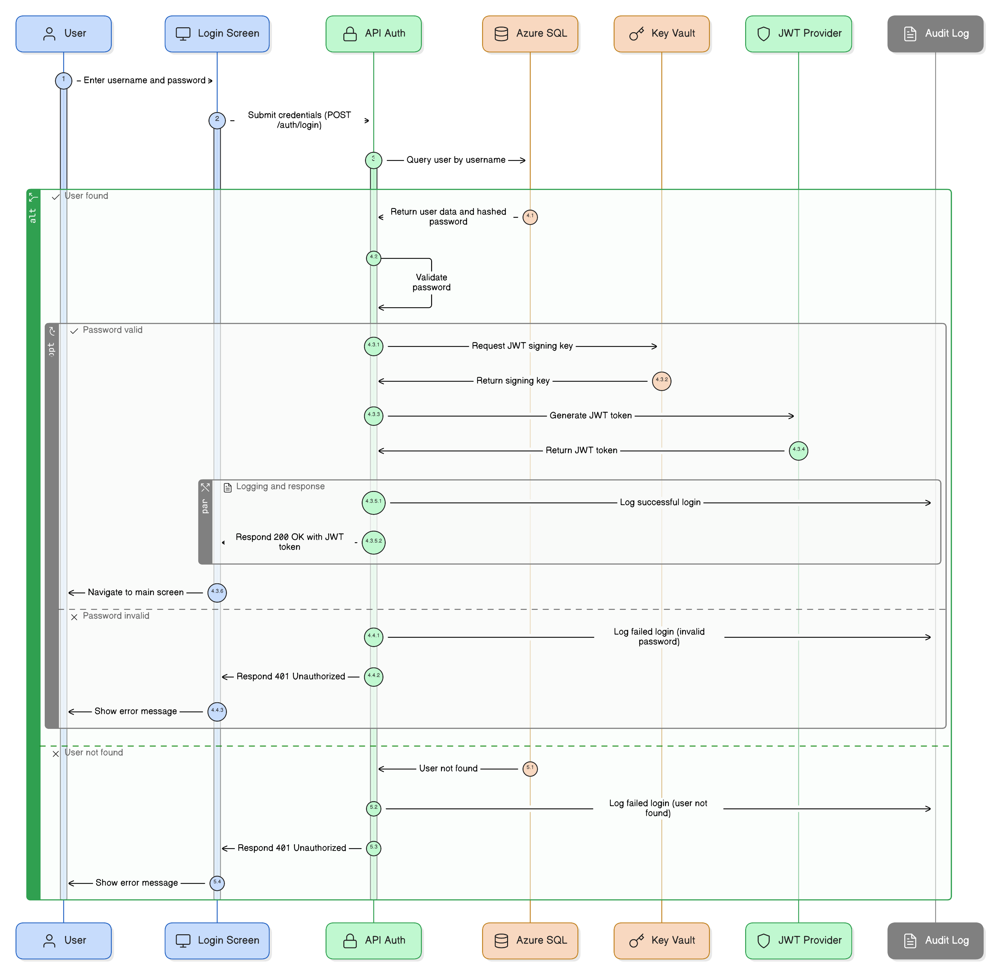 User
Login Screen
API Auth
Azure SQL
Key Vault
JWT Provider
Audit Log
1
Enter username and password
2
Submit credentials (POST
/auth/login)
3
Query user by username
alt
User found
Return user data and hashed
password
4.1
4.2
Validate
password
opt
Password valid
4.3.1
Request JWT signing key
Return signing key
4.3.2
4.3.3
Generate JWT token
Return JWT token
4.3.4
par
Logging and response
4.3.5.1
Log successful login
Respond 200 OK with JWT
token
4.3.5.2
Navigate to main screen
4.3.6
Password invalid
4.4.1
Log failed login (invalid
password)
Respond 401 Unauthorized
4.4.2
Show error message
4.4.3
User not found
User not found
5.1
5.2
Log failed login (user not
found)
Respond 401 Unauthorized
5.3
Show error message
5.4
User
Login Screen
API Auth
Azure SQL
Key Vault
JWT Provider
Audit Log